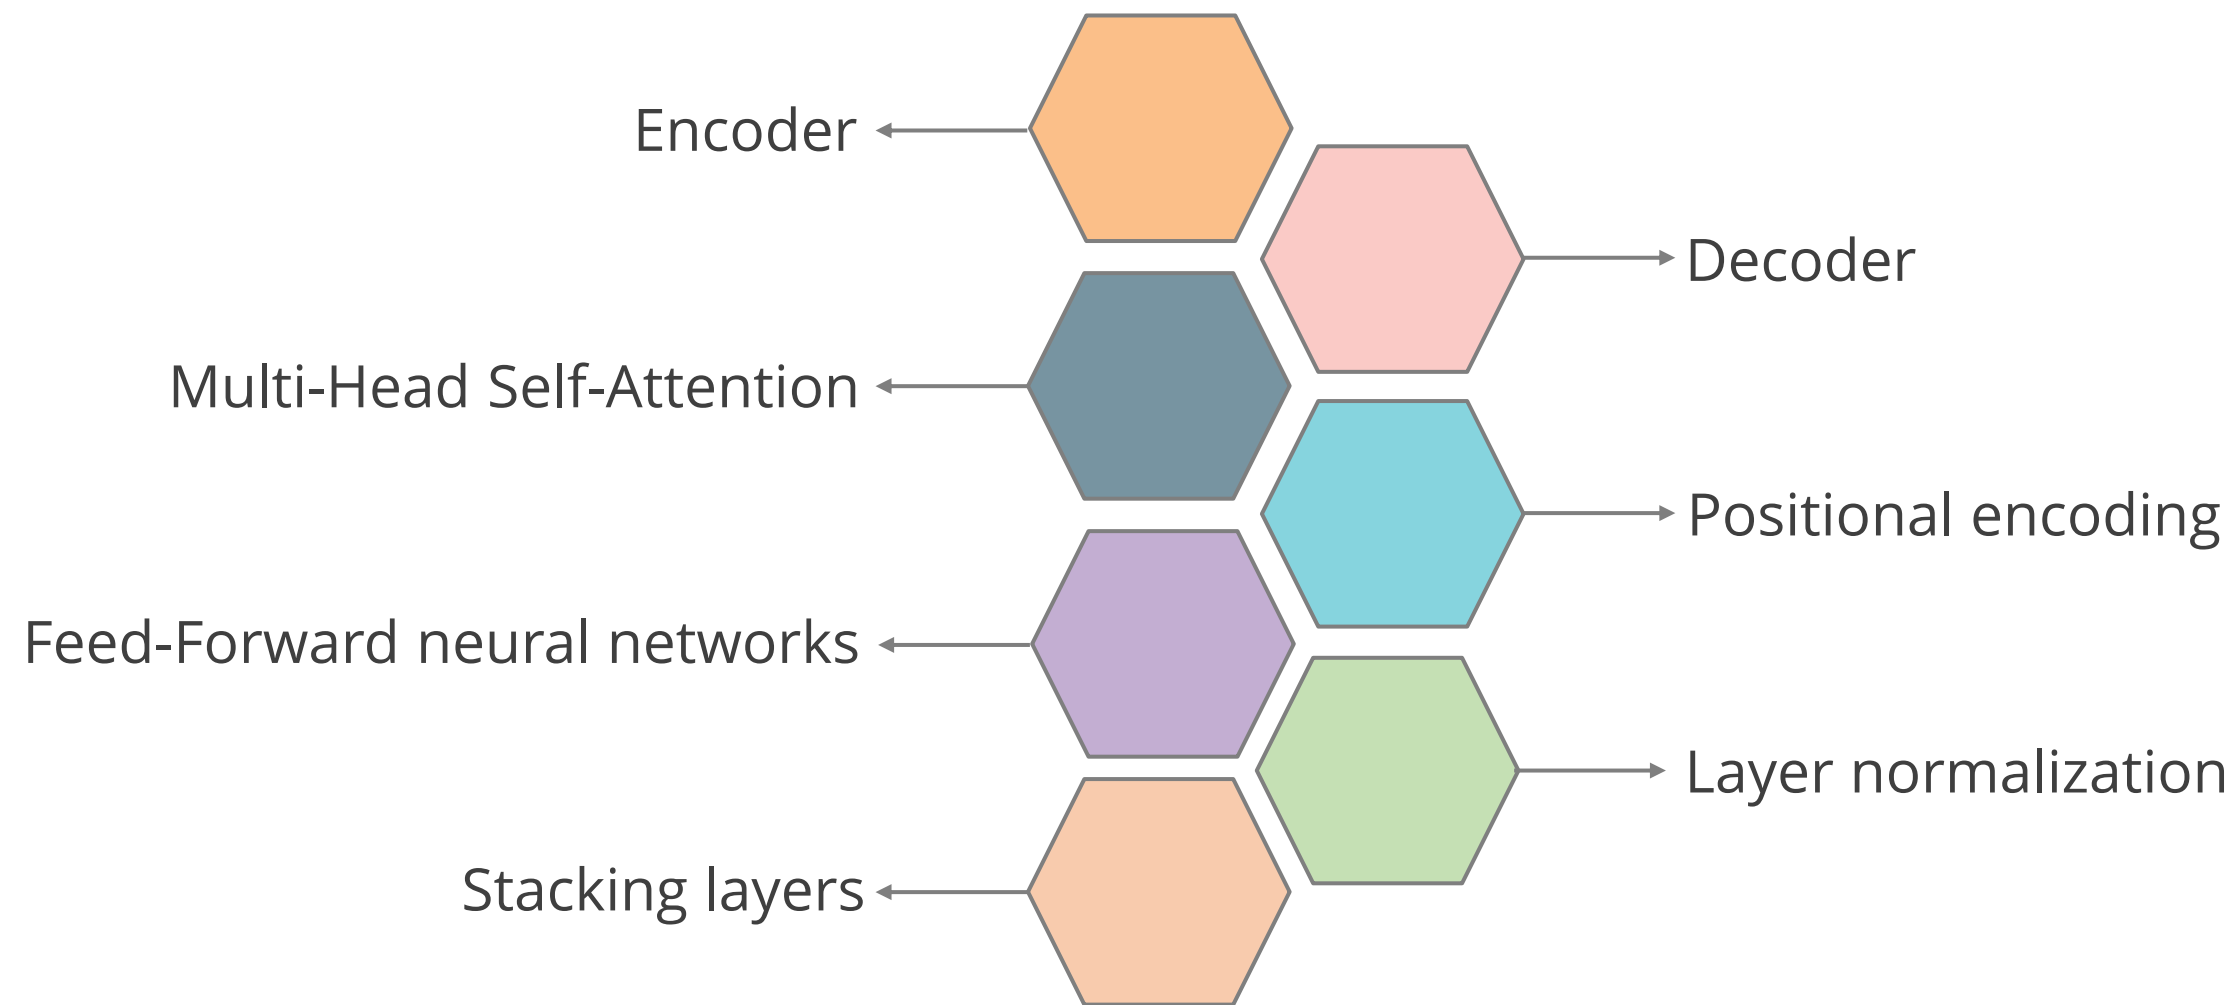 Encoder
Decoder
Multi-Head Self-Attention
Positional encoding
Feed-Forward neural networks
Layer normalization
Stacking layers